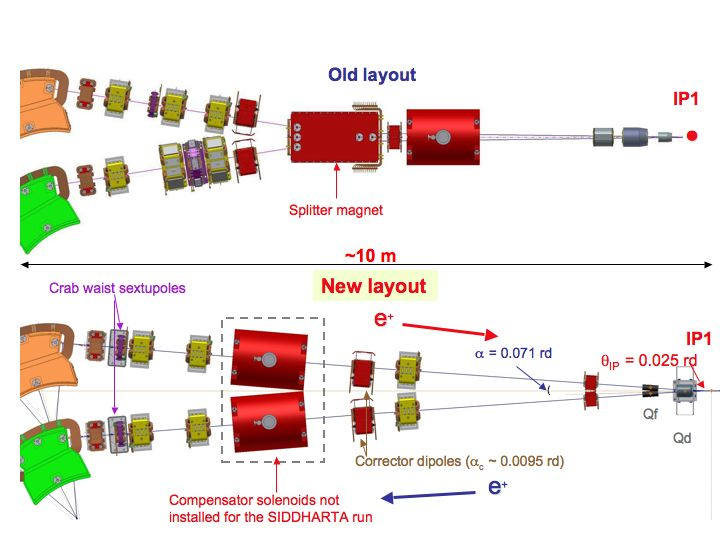 Old layout
IP1
Splitter magnet
~10 m
Crab waist sextupoles
New layout
e+
IP1
α = 0.071 rd
θIP = 0.025 rd
Qf
Qd
Corrector dipoles (αc ~ 0.0095 rd)
e+
Compensator solenoids not
installed for the SIDDHARTA run